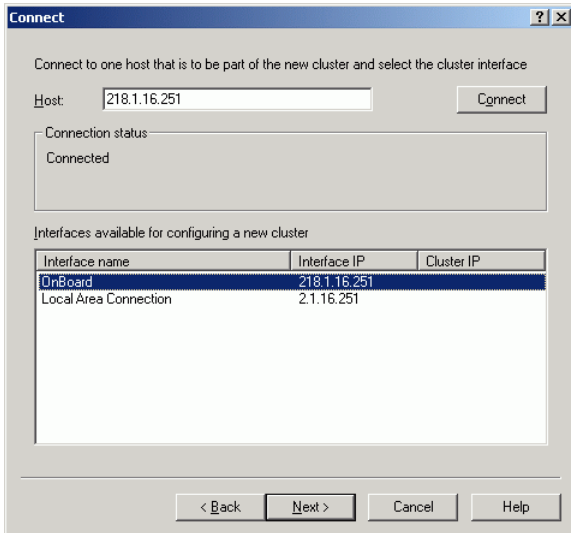 Connect
Connect to one host that is to be part of the new cluster and select the cluster interface
Host: 218.1.16.251 Connect
Connection status
Connected
Interfaces available for configuring a new cluster
Interface name Interface IP Cluster IP
OnBoard 218.1.16.251
Local Area Connection 2.1.16.251
< Back Next > Cancel Help